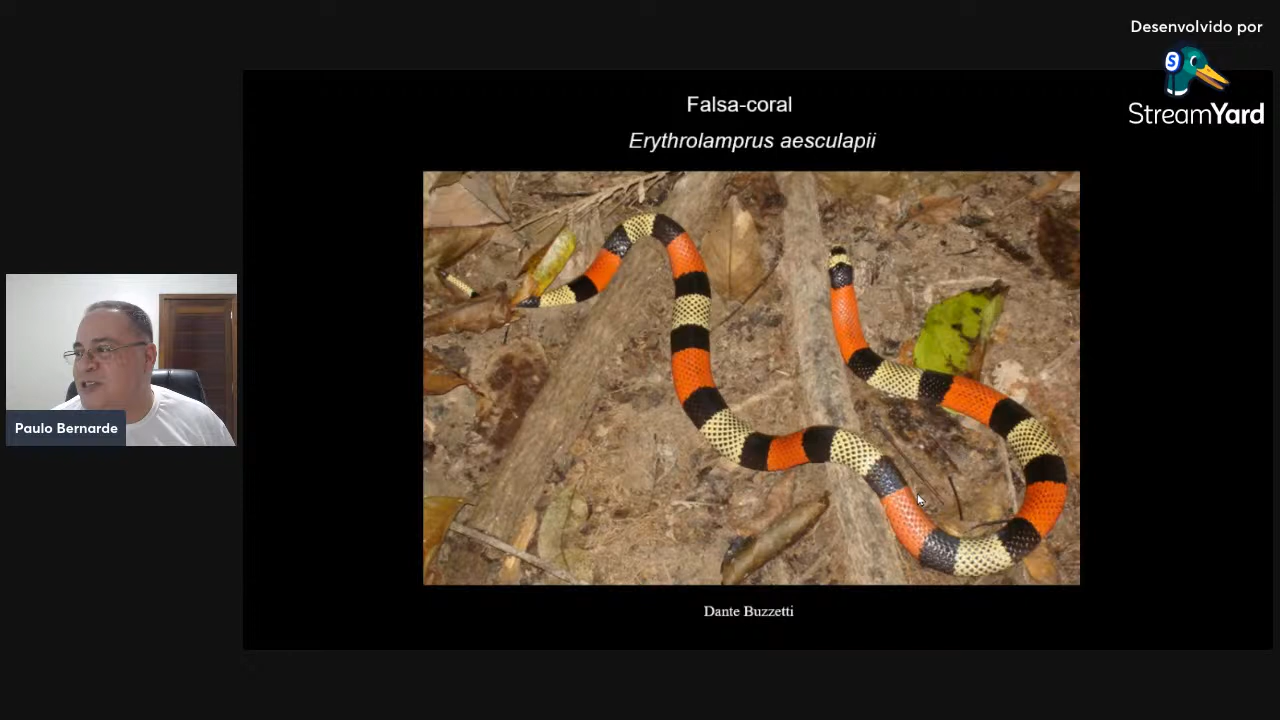 Desenvolvido por
StreamYard
Falsa-coral
Erythrolamprus aesculapii
Paulo Bernarde
Dante Buzzetti